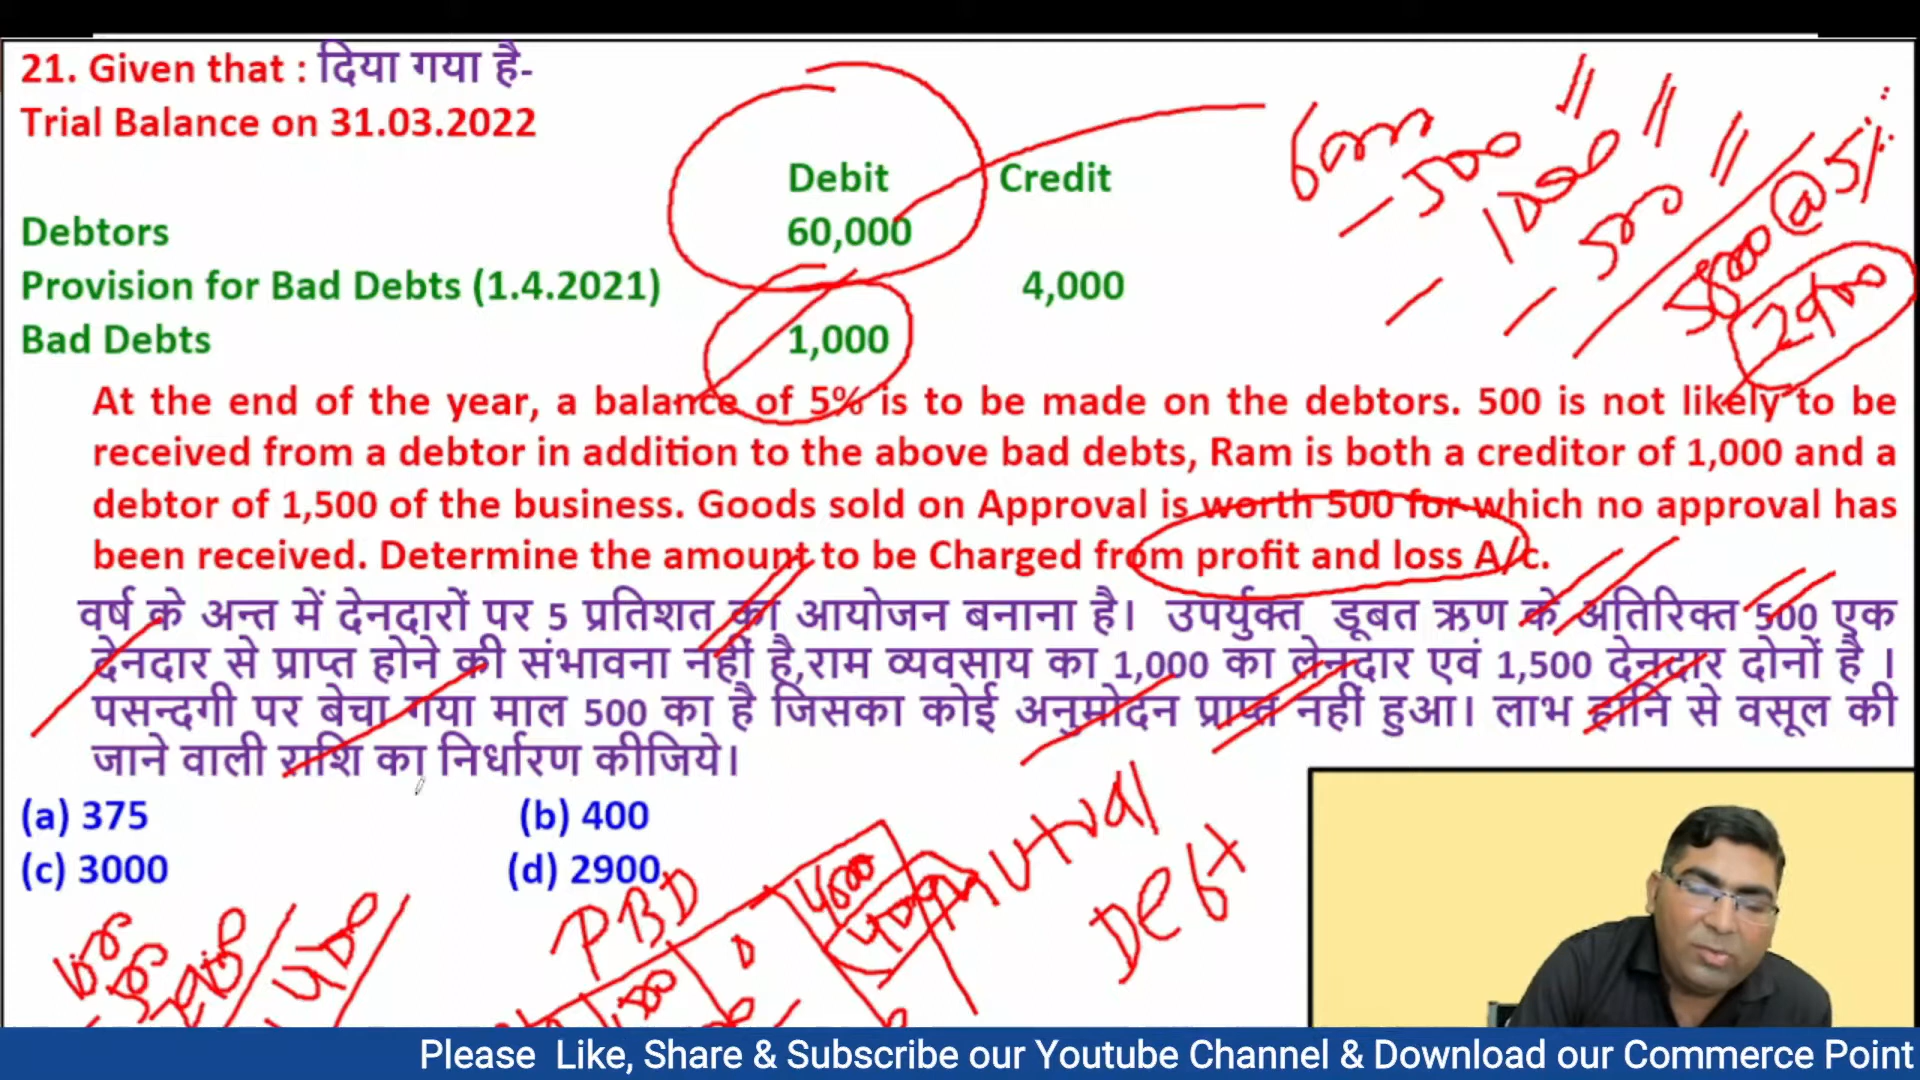 21. Given that : दिया गया है-
Trial Balance on 31.03.2022
Debit Credit
Debtors 60,000
Provision for Bad Debts (1.4.2021) 4,000
Bad Debts 1,000
At the end of the year, a balance of 5% is to be made on the debtors. 500 is not likely to be
received from a debtor in addition to the above bad debts, Ram is both a creditor of 1,000 and a
debtor of 1,500 of the business. Goods sold on Approval is worth 500 for which no approval has
been received. Determine the amount to be Charged from profit and loss A/c.
वर्ष के अन्त में देनदारों पर 5 प्रतिशत का आयोजन बनाना है। उपर्युक्त डूबत ऋण के अतिरिक्त 500 एक
देनदार से प्राप्त होने की संभावना नहीं है,राम व्यवसाय का 1,000 का लेनदार एवं 1,500 देनदार दोनों है ।
पसन्दगी पर बेचा गया माल 500 का है जिसका कोई अनुमोदन प्राप्त नहीं हुआ। लाभ हानि से वसूल की
जाने वाली राशि का निर्धारण कीजिये।
(a) 375 (b) 400
(c) 3000 (d) 2900
- 500
1000
500
@ 5%
2900
PBD
Mutual
Debt
Please Like, Share & Subscribe our Youtube Channel & Download our Commerce Point